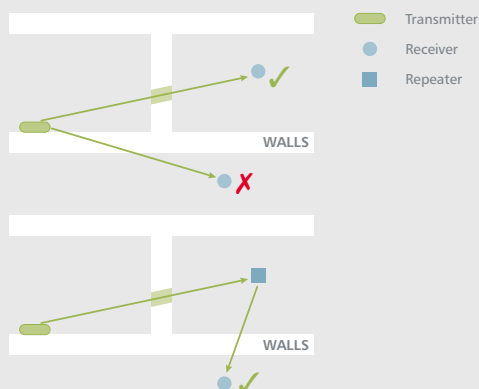 Transmitter
Receiver
Repeater
WALLS
WALLS